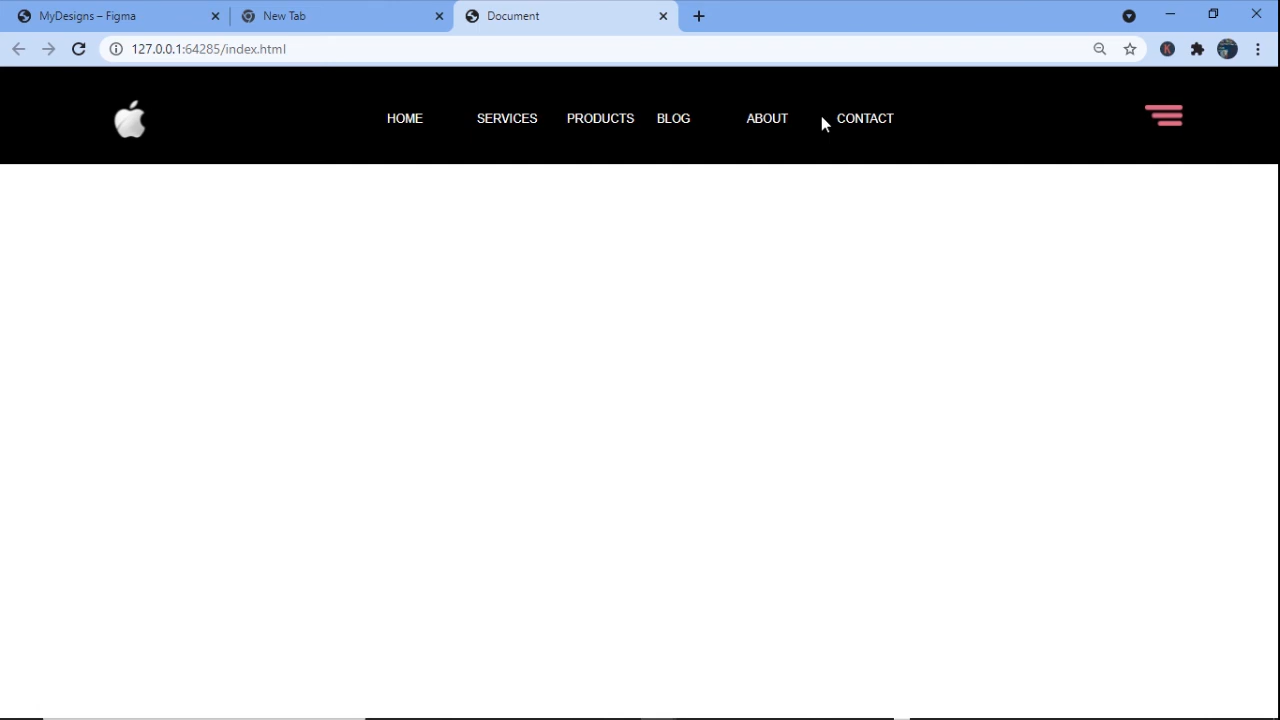 MyDesigns – Figma New Tab Document
127.0.0.1:64285/index.html K
HOME SERVICES PRODUCTS BLOG ABOUT CONTACT